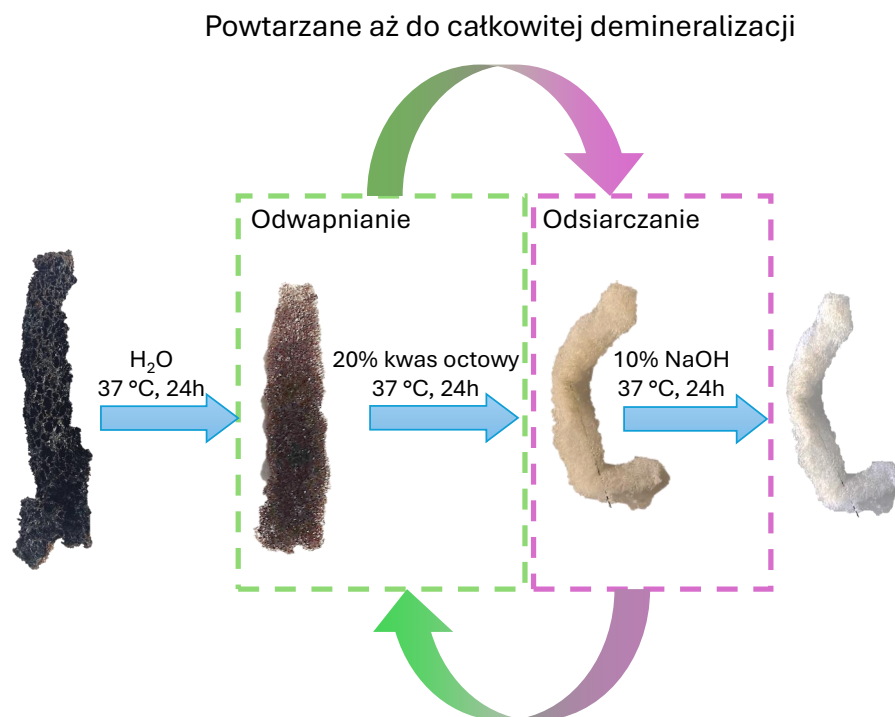 Powtarzane aż do całkowitej demineralizacji
Odwapnianie
Odsiarczanie
H₂O
37 °C, 24h
20% kwas octowy
37 °C, 24h
10% NaOH
37 °C, 24h